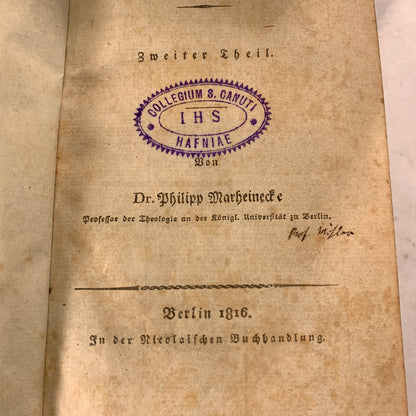 Zweiter Theil.
COLLEGIUM S. CANUTI
IHS
HAFNIAE
Von
Dr. Philipp Marheinecke
Professor der Theologie an der Königl. Universität zu Berlin.
Prof.
Berlin 1816.
In der Nicolaischen Buchhandlung.